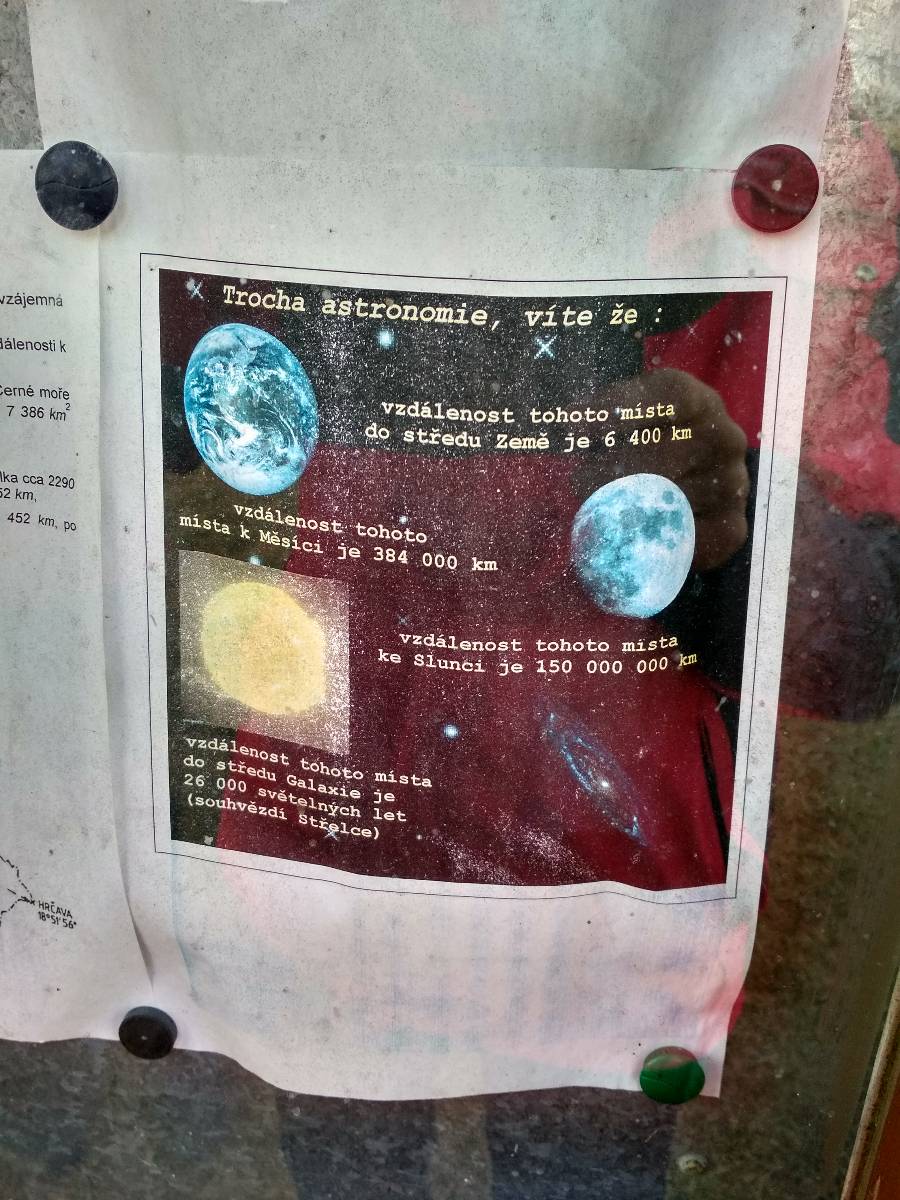 vzájemná
dálenosti k
Černé moře
7 386 km²
lka cca 2290
52 km,
452 km, po
HRČAVA
18°51'56"
Trocha astronomie, víte že :
vzdálenost tohoto místa
do středu Země je 6 400 km
vzdálenost tohoto
místa k Měsíci je 384 000 km
vzdálenost tohoto místa
ke Slunci je 150 000 000 km
vzdálenost tohoto místa
do středu Galaxie je
26 000 světelných let
(souhvězdí Střelce)